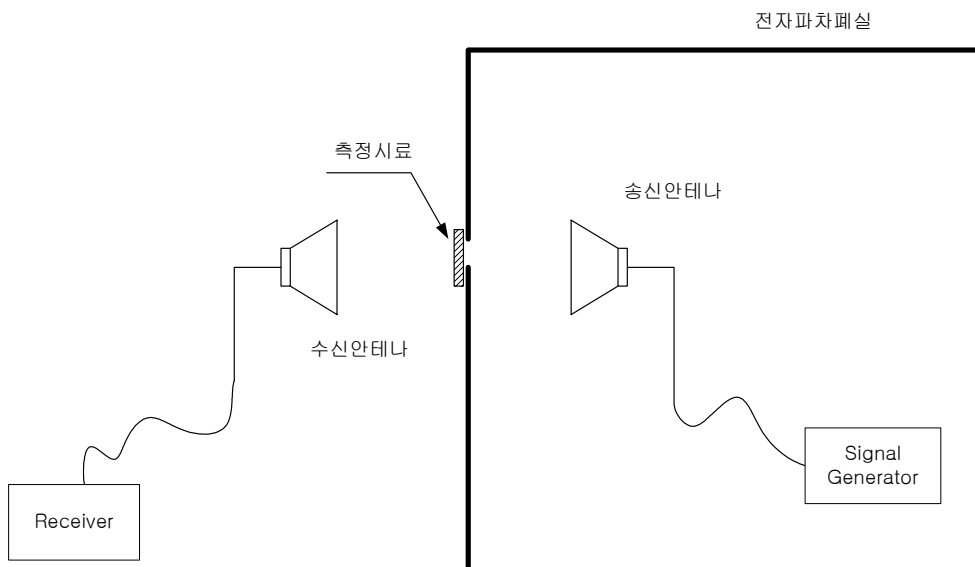 전자파차폐실
측정시료
송신안테나
수신안테나
Signal
Generator
Receiver